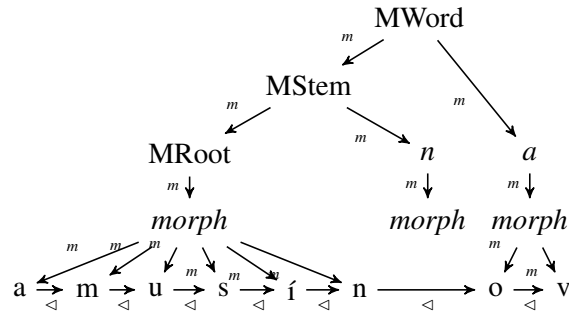 MWord
m
MStem
m m
m
MRoot n a
m m m
morph morph morph
m m m m
m m m m
a m u s í n o v
◁ ◁ ◁ ◁ ◁ ◁ ◁